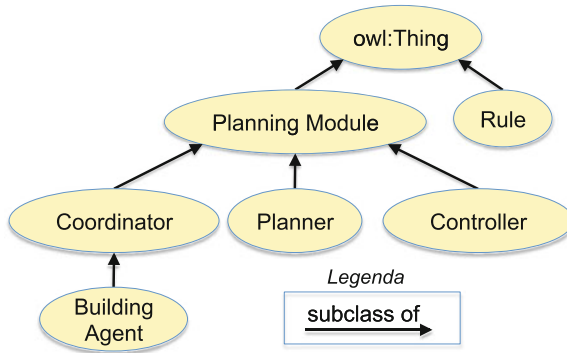 owl:Thing
Planning Module
Rule
Coordinator
Planner
Controller
Building
Agent
Legenda
subclass of